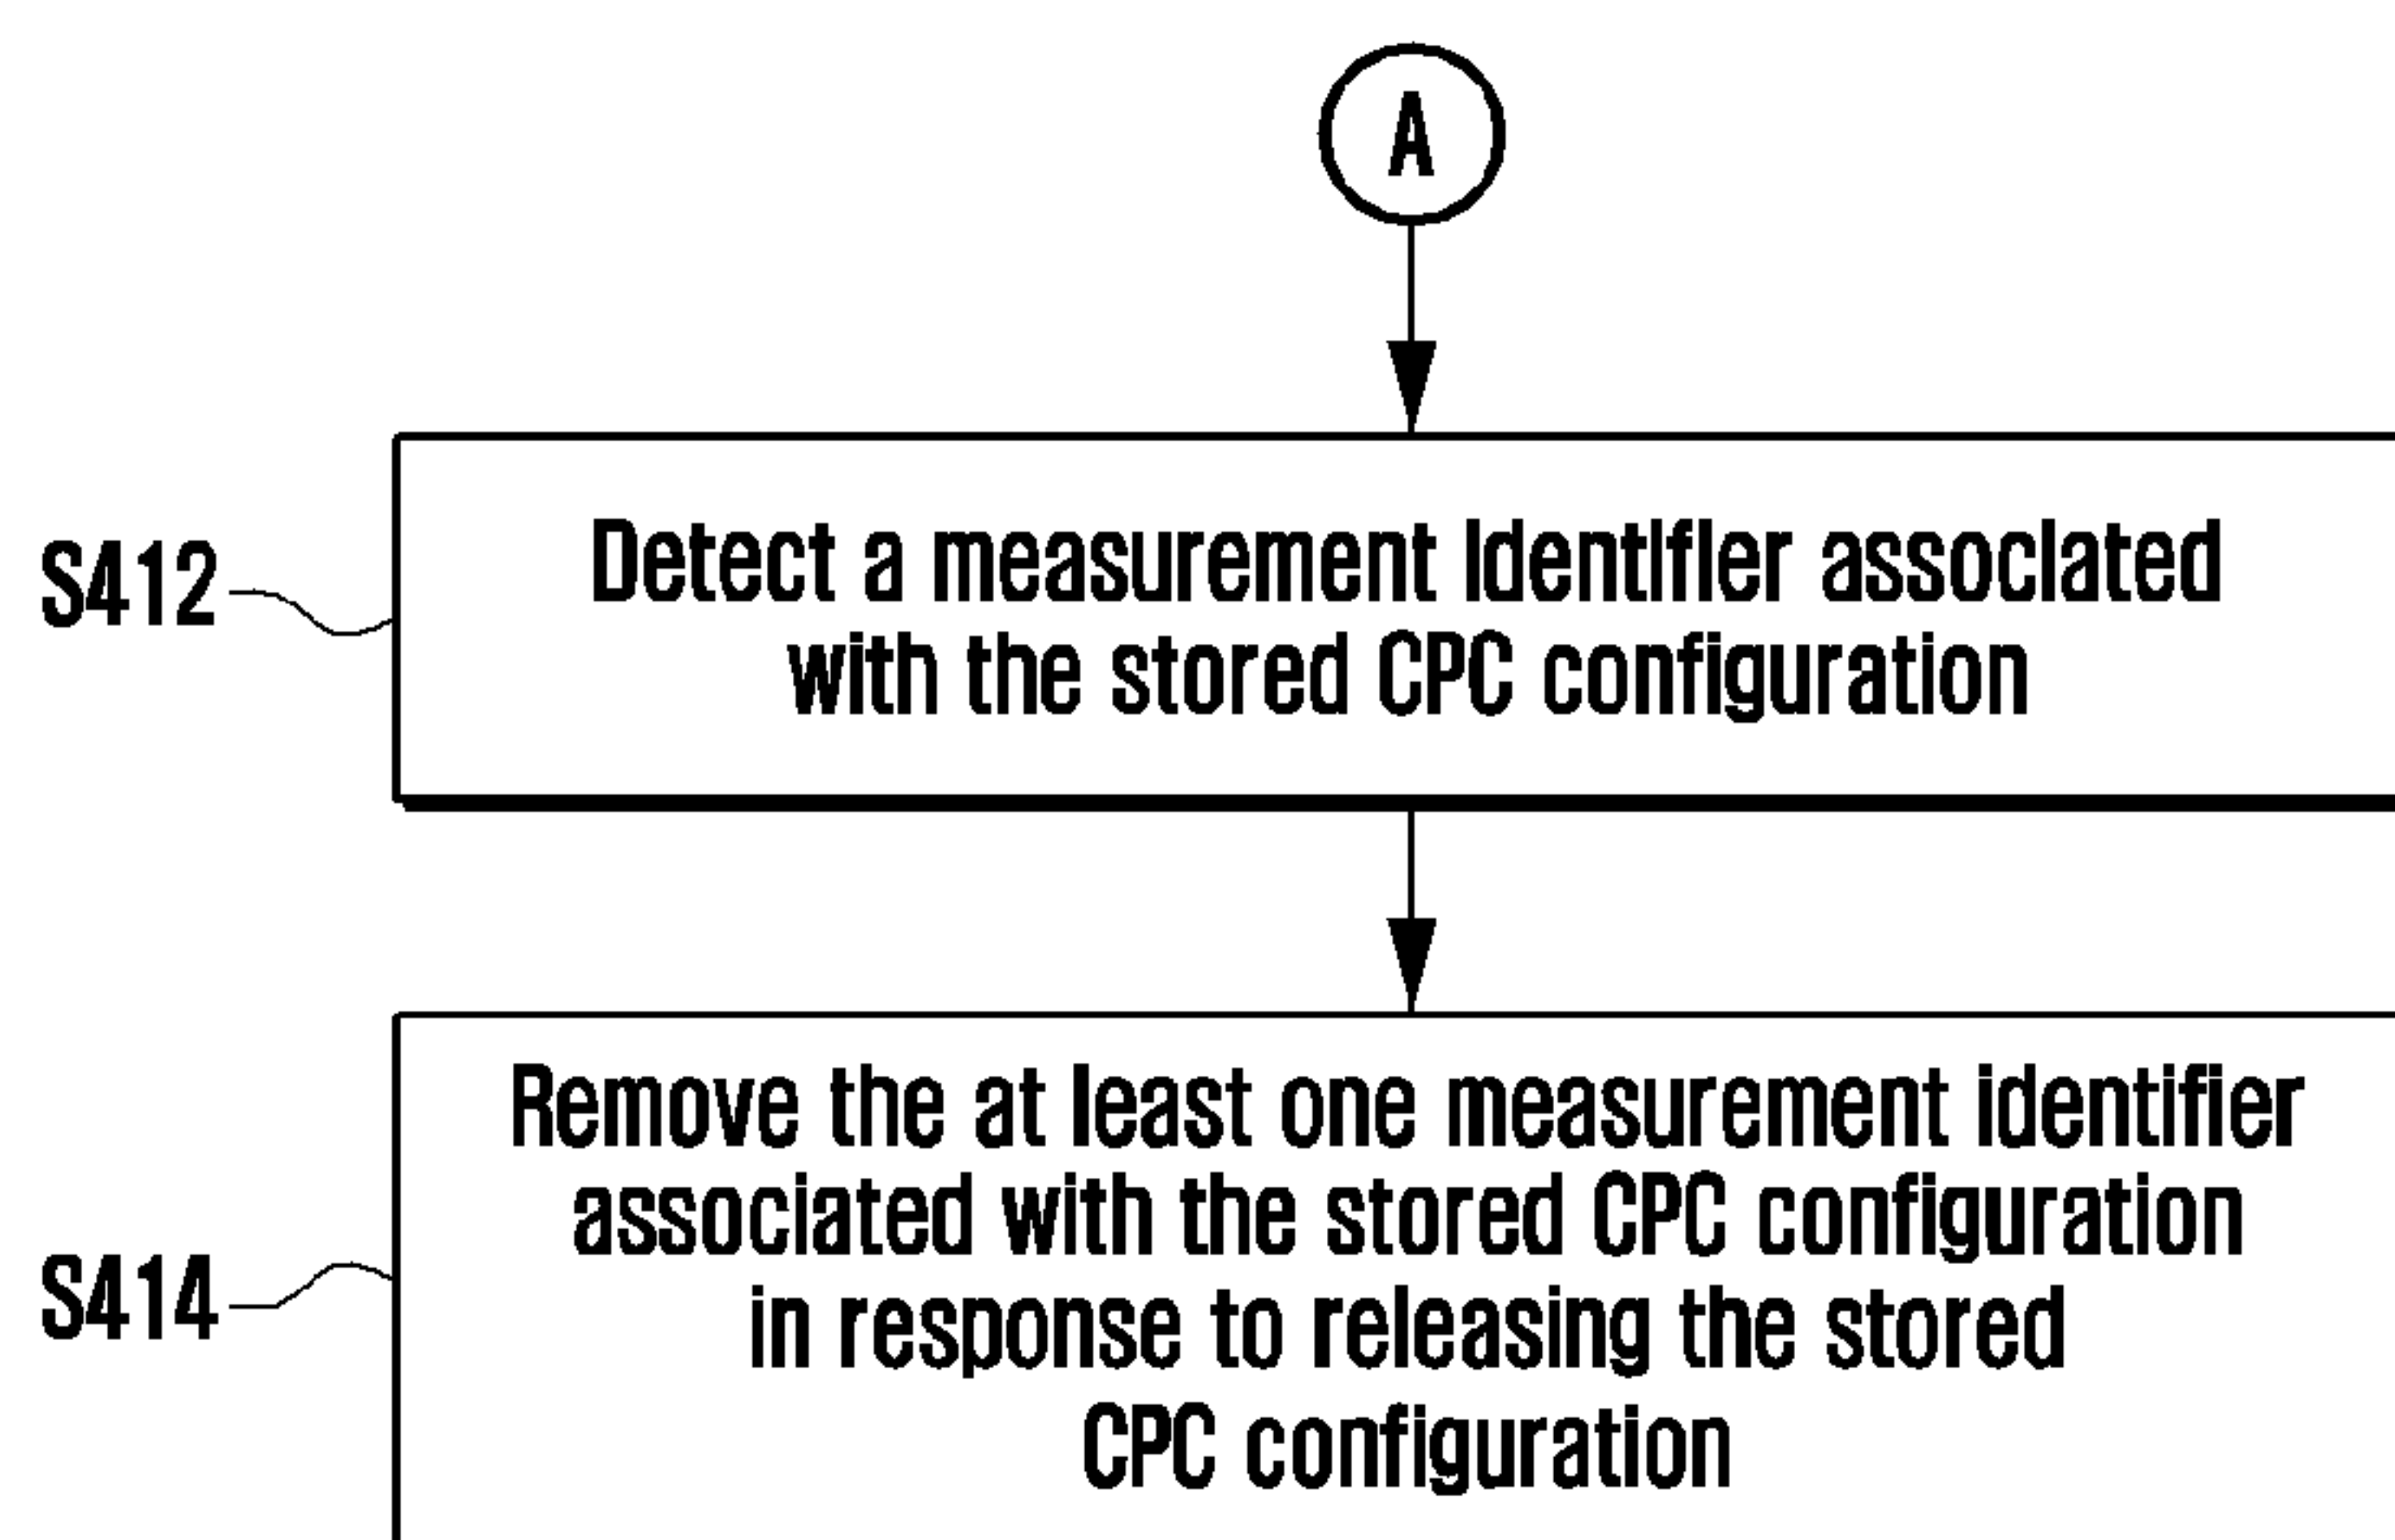 A
S412
Detect a measurement identifier associated
with the stored CPC configuration
S414
Remove the at least one measurement identifier
associated with the stored CPC configuration
in response to releasing the stored
CPC configuration